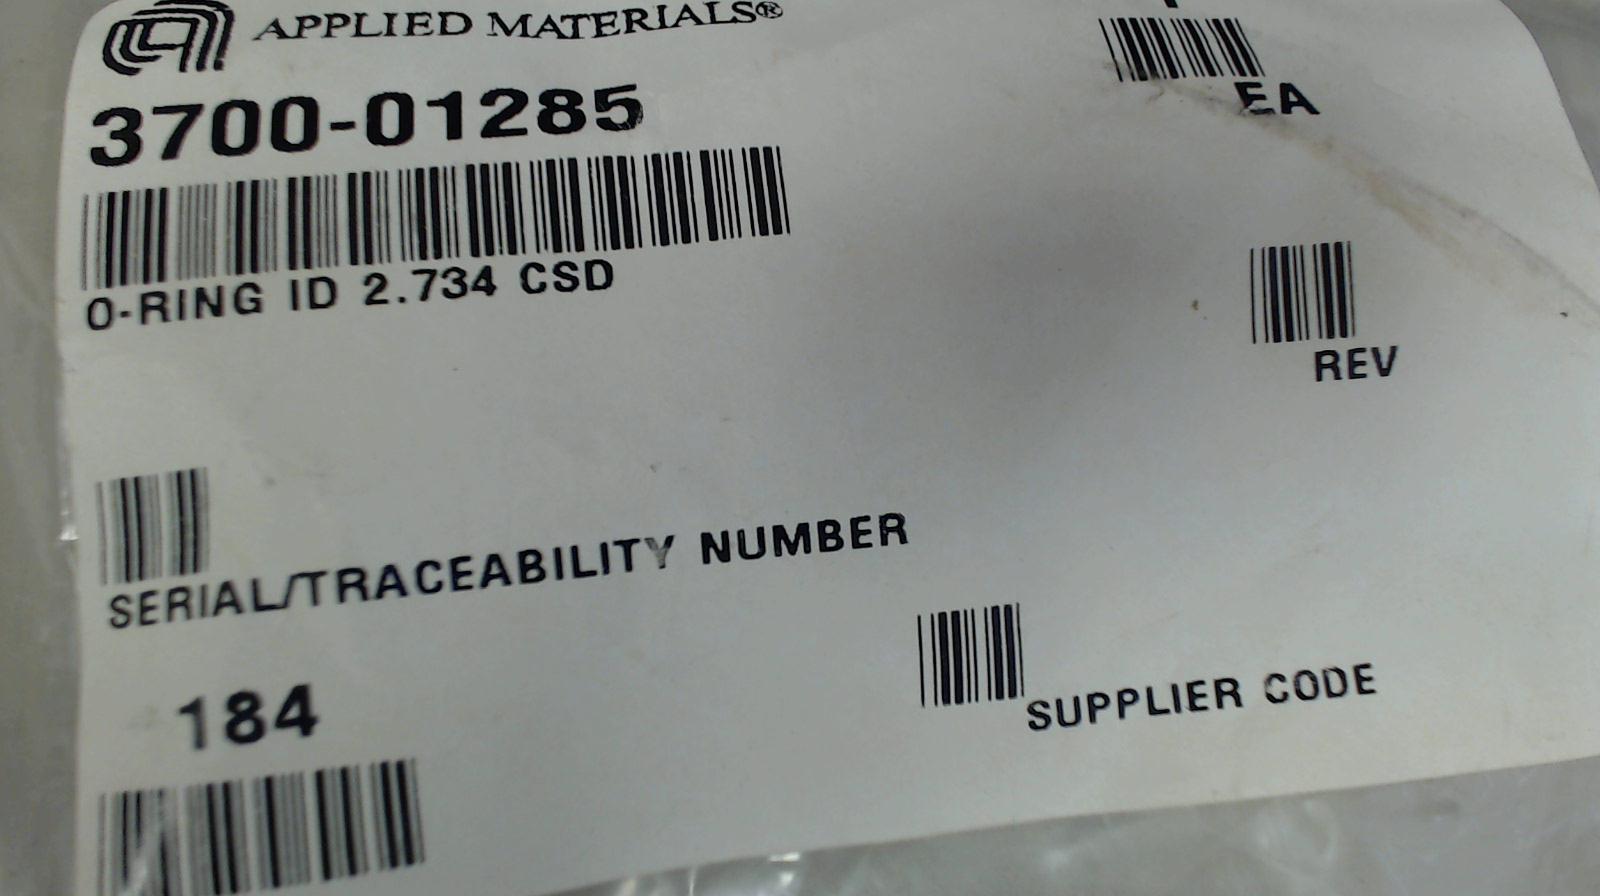 APPLIED MATERIALS®
3700-01285
EA
O-RING ID 2.734 CSD
REV
SERIAL/TRACEABILITY NUMBER
184
SUPPLIER CODE